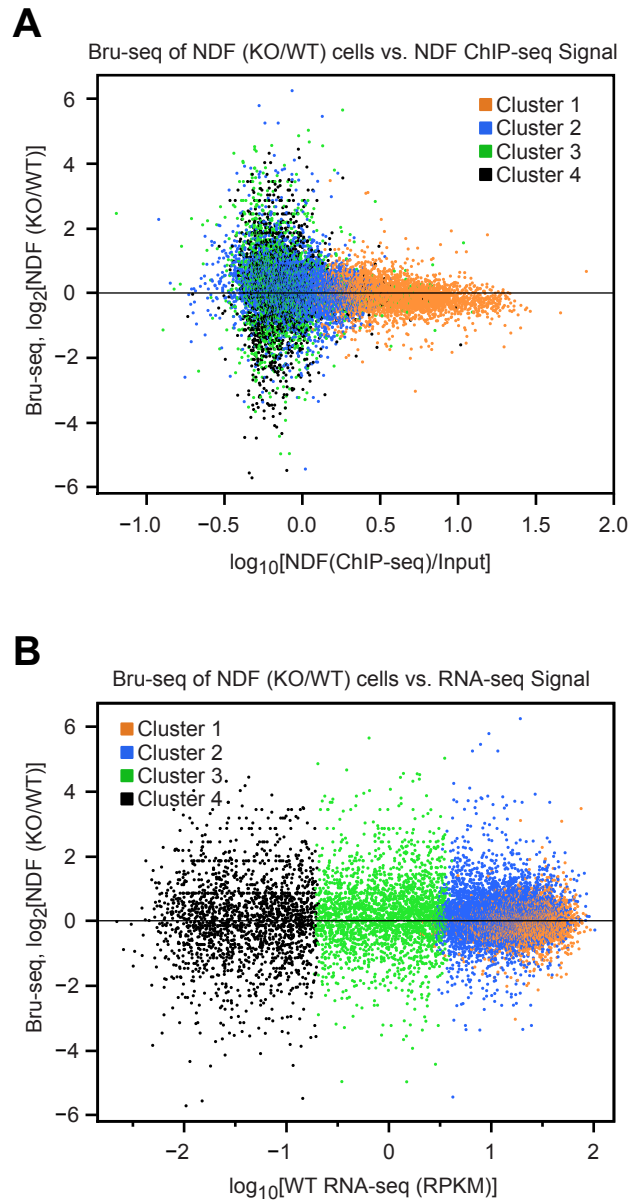 A
Bru-seq of NDF (KO/WT) cells vs. NDF ChIP-seq Signal
Bru-seq, log2[NDF (KO/WT)]
6
4
2
0
−2
−4
−6
Cluster 1
Cluster 2
Cluster 3
Cluster 4
−1.0 −0.5 0.0 0.5 1.0 1.5 2.0
log10[NDF(ChIP-seq)/Input]
B
Bru-seq of NDF (KO/WT) cells vs. RNA-seq Signal
Bru-seq, log2[NDF (KO/WT)]
6
4
2
0
−2
−4
−6
Cluster 1
Cluster 2
Cluster 3
Cluster 4
−2 −1 0 1 2
log10[WT RNA-seq (RPKM)]